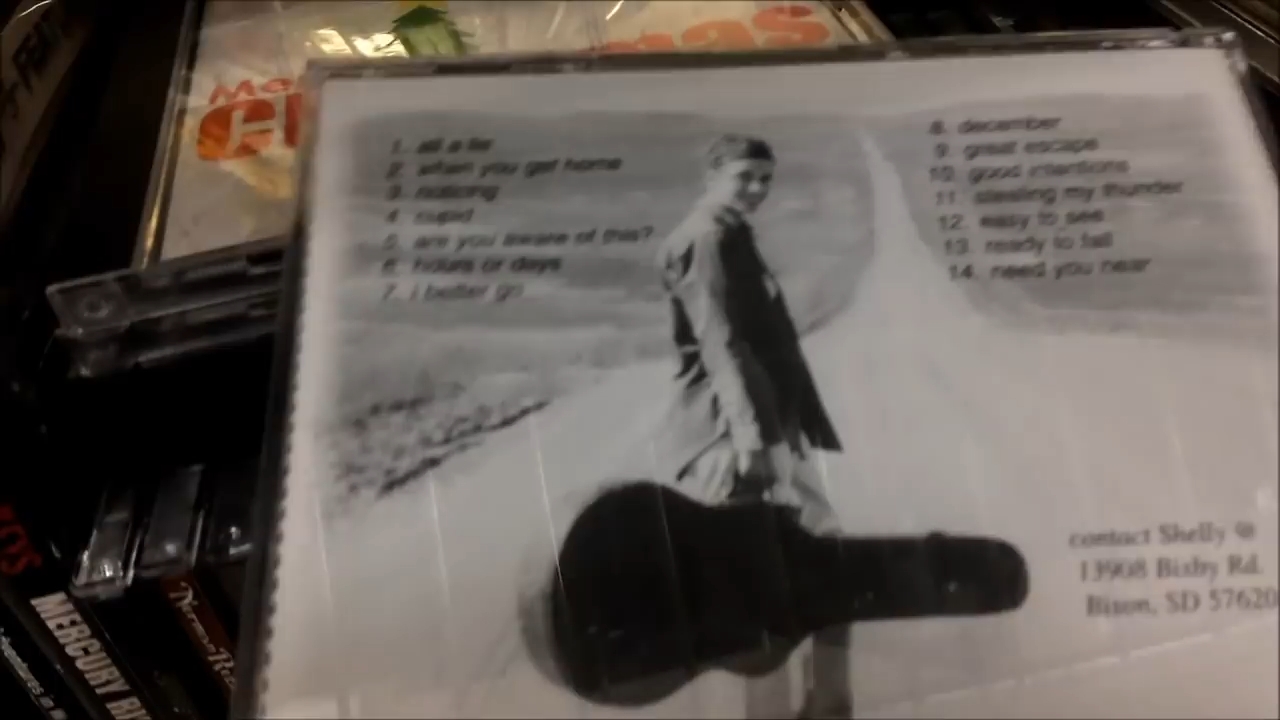 mas
1. all a lie
2. when you get home
3. noticing
4. cupid
5. are you aware of this?
6. hours or days
7. i better go
8. december
9. great escape
10. good intentions
11. stealing my thunder
12. easy to see
13. ready to fall
14. need you near
contact Shelly @
13908 Bixby Rd.
Bison, SD 57620
MERCURY